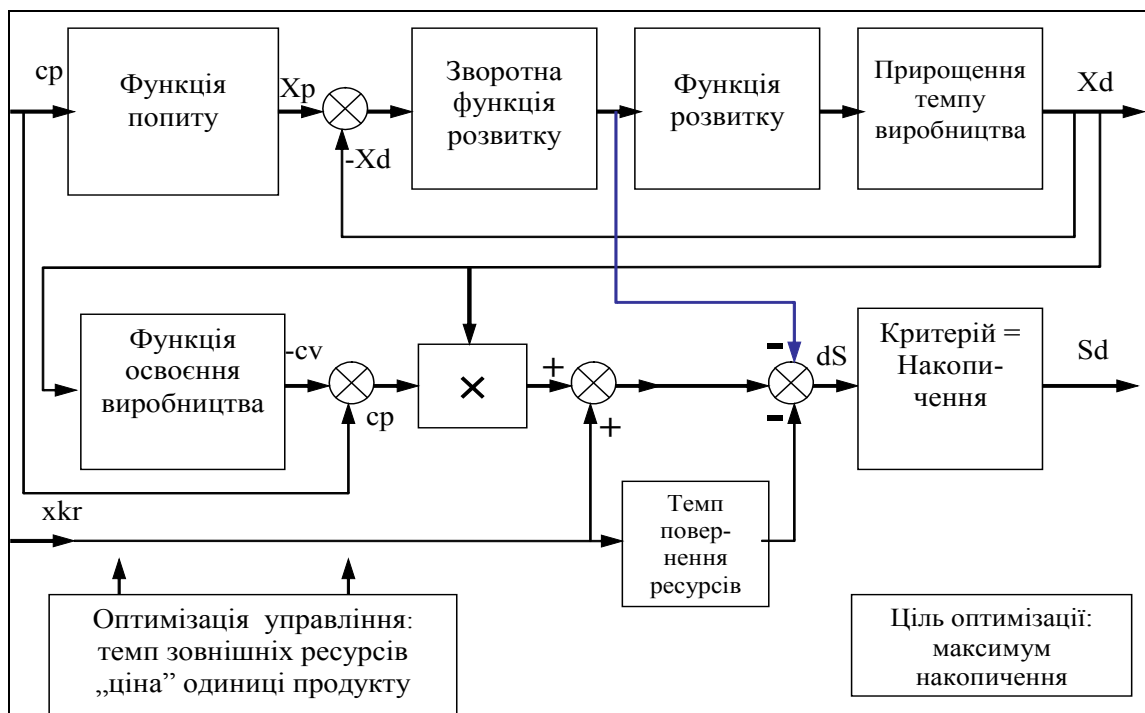 cp
Функція
попиту
Xp
-Xd
Зворотна
функція
розвитку
Функція
розвитку
Прирощення
темпу
виробництва
Xd
Функція
освоєння
виробництва
-cv
cp
×
+
+
-
-
dS
Критерій =
Накопи-
чення
Sd
xkr
Темп
повер-
нення
ресурсів
Оптимізація управління:
темп зовнішніх ресурсів
„ціна” одиниці продукту
Ціль оптимізації:
максимум
накопичення